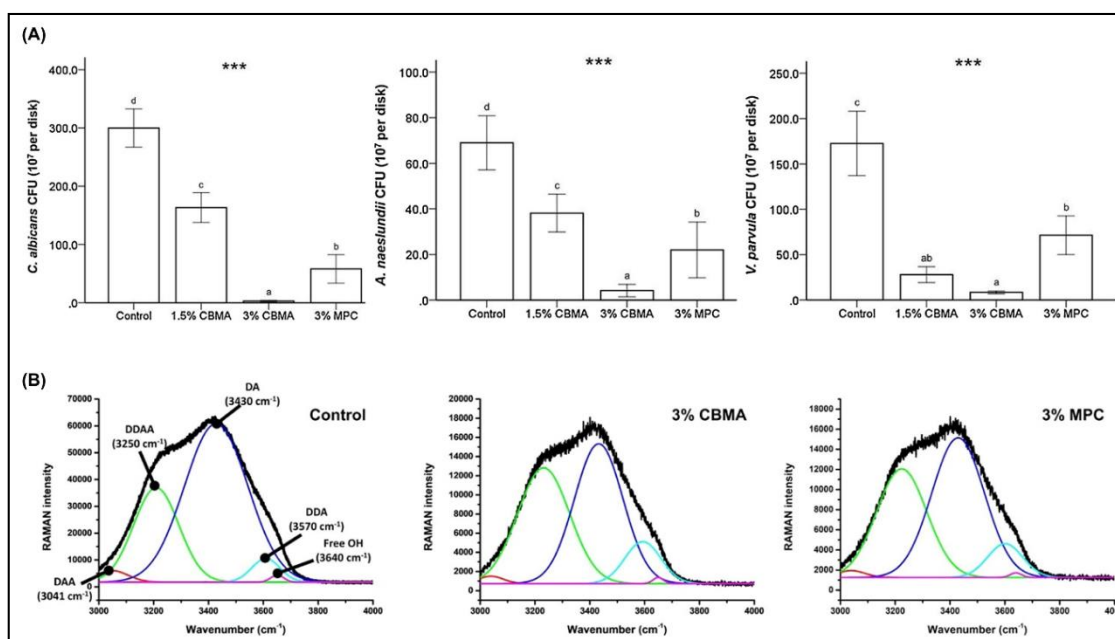 (A)
***
C. albicans CFU (10⁷ per disk)
400.0
300.0
200.0
100.0
.0
d
c
a
b
Control
1.5% CBMA
3% CBMA
3% MPC
***
A. naeslundii CFU (10⁷ per disk)
100.0
80.0
60.0
40.0
20.0
.0
d
c
a
b
Control
1.5% CBMA
3% CBMA
3% MPC
***
V. parvula CFU (10⁷ per disk)
250.0
200.0
150.0
100.0
50.0
.0
c
ab
a
b
Control
1.5% CBMA
3% CBMA
3% MPC
(B)
Control
RAMAN intensity
70000
60000
50000
40000
30000
20000
10000
0
DA
(3430 cm⁻¹)
DDAA
(3250 cm⁻¹)
DDA
(3570 cm⁻¹)
Free OH
(3640 cm⁻¹)
DAA
(3041 cm⁻¹)
3000
3200
3400
3600
3800
4000
Wavenumber (cm⁻¹)
3% CBMA
RAMAN intensity
20000
18000
16000
14000
12000
10000
8000
6000
4000
2000
0
3000
3200
3400
3600
3800
4000
Wavenumber (cm⁻¹)
3% MPC
RAMAN intensity
18000
16000
14000
12000
10000
8000
6000
4000
2000
0
3000
3200
3400
3600
3800
4000
Wavenumber (cm⁻¹)